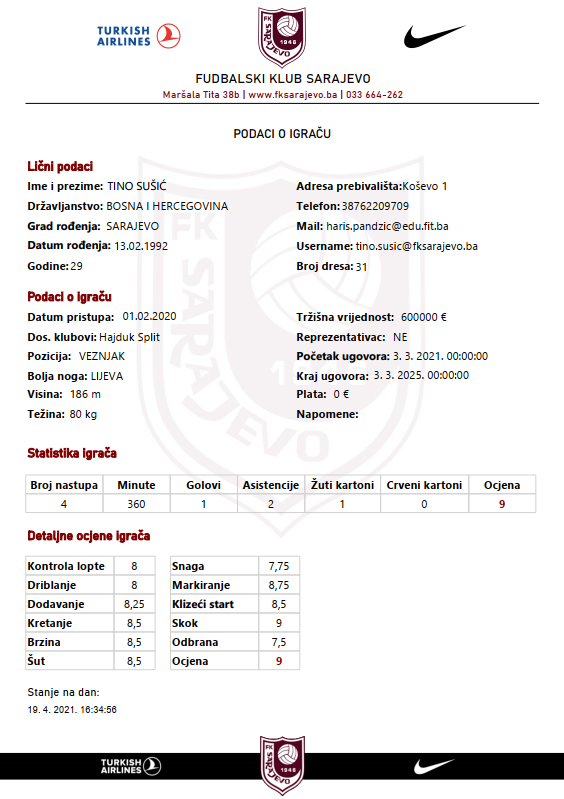 TURKISH AIRLINES
FK SARAJEVO 1946
FUDBALSKI KLUB SARAJEVO
Maršala Tita 38b | www.fksarajevo.ba | 033 664-262
PODACI O IGRAČU
Lični podaci
Ime i prezime: TINO SUŠIĆ
Adresa prebivališta:Koševo 1
Državljanstvo: BOSNA I HERCEGOVINA
Telefon:38762209709
Grad rođenja: SARAJEVO
Mail: haris.pandzic@edu.fit.ba
Datum rođenja: 13.02.1992
Username: tino.susic@fksarajevo.ba
Godine: 29
Broj dresa: 31
Podaci o igraču
Datum pristupa: 01.02.2020
Tržišna vrijednost: 600000 €
Dos. klubovi: Hajduk Split
Reprezentativac: NE
Pozicija: VEZNJAK
Početak ugovora: 3. 3. 2021. 00:00:00
Bolja noga: LIJEVA
Kraj ugovora: 3. 3. 2025. 00:00:00
Visina: 186 m
Plata: 0 €
Težina: 80 kg
Napomene:
FK SARAJEVO 1946
Statistika igrača
Broj nastupa Minute Golovi Asistencije Žuti kartoni Crveni kartoni Ocjena
4 360 1 2 1 0 9
Detaljne ocjene igrača
Kontrola lopte 8 Snaga 7,75
Driblanje 8 Markiranje 8,75
Dodavanje 8,25 Klizeći start 8,5
Kretanje 8,5 Skok 9
Brzina 8,5 Odbrana 7,5
Šut 8,5 Ocjena 9
Stanje na dan:
19. 4. 2021. 16:34:56
TURKISH AIRLINES
FK SARAJEVO 1946